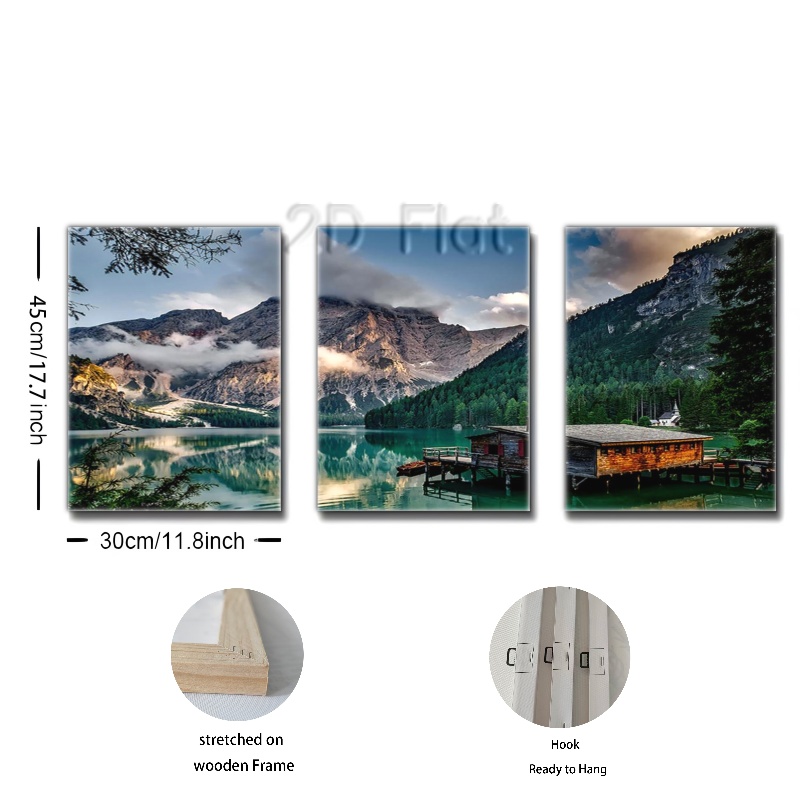 2D Flat
45cm/17.7inch
30cm/11.8inch
stretched on
wooden Frame
Hook
Ready to Hang